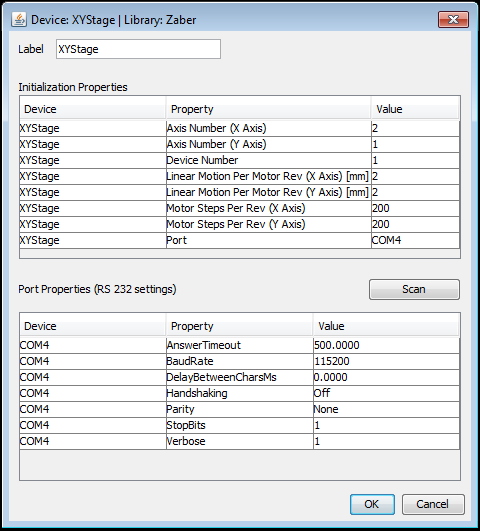 Device: XYStage | Library: Zaber
Label XYStage
Initialization Properties
Device Property Value
XYStage Axis Number (X Axis) 2
XYStage Axis Number (Y Axis) 1
XYStage Device Number 1
XYStage Linear Motion Per Motor Rev (X Axis) [mm] 2
XYStage Linear Motion Per Motor Rev (Y Axis) [mm] 2
XYStage Motor Steps Per Rev (X Axis) 200
XYStage Motor Steps Per Rev (Y Axis) 200
XYStage Port COM4
Port Properties (RS 232 settings) Scan
Device Property Value
COM4 AnswerTimeout 500.0000
COM4 BaudRate 115200
COM4 DelayBetweenCharsMs 0.0000
COM4 Handshaking Off
COM4 Parity None
COM4 StopBits 1
COM4 Verbose 1
OK Cancel